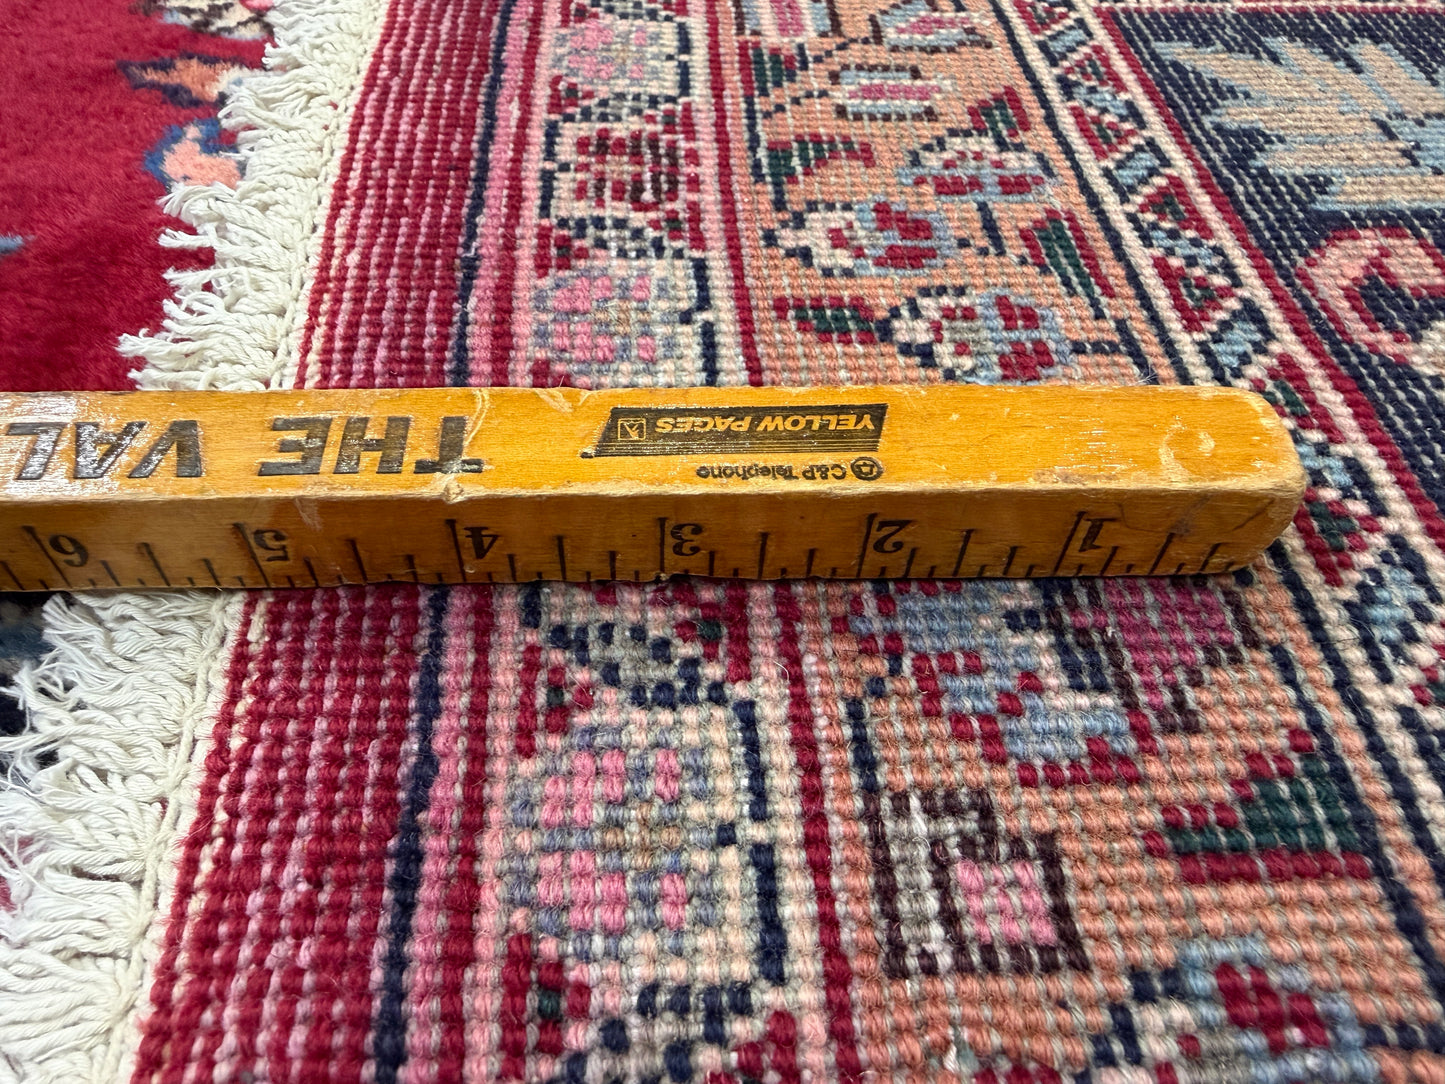 THE VAL
YELLOW PAGES
C&P Telephone
1 2 3 4 5 6